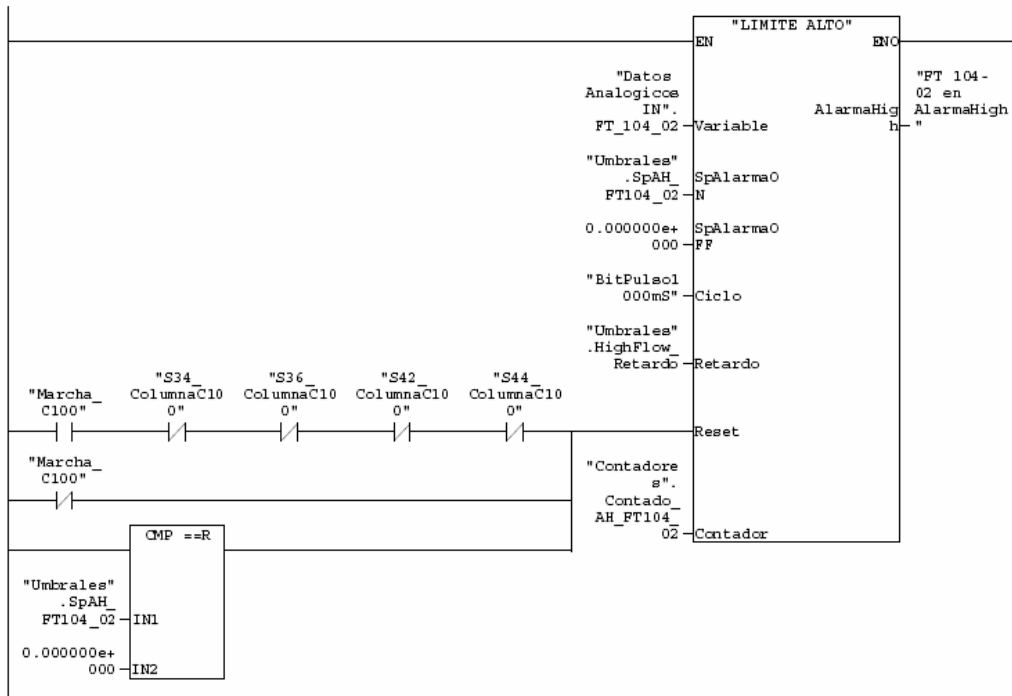 "LIMITE ALTO"
EN ENO
"Datos
Analogicos
IN".
FT_104_02 Variable
AlarmaHig
h
"FT 104-
02 en
AlarmaHigh
"
"Umbrales"
.SpAH_
FT104_02
SpAlarmaO
N
0.000000e+
000
SpAlarmaO
FF
"BitPulso1
000mS" Ciclo
"Umbrales"
.HighFlow_
Retardo Retardo
"Marcha_
C100"
"S34_
ColumnaC10
0"
"S36_
ColumnaC10
0"
"S42_
ColumnaC10
0"
"S44_
ColumnaC10
0"
Reset
"Marcha_
C100"
"Contadore
s".
Contado_
AH_FT104_
02 Contador
CMP ==R
"Umbrales"
.SpAH_
FT104_02 IN1
0.000000e+
000 IN2